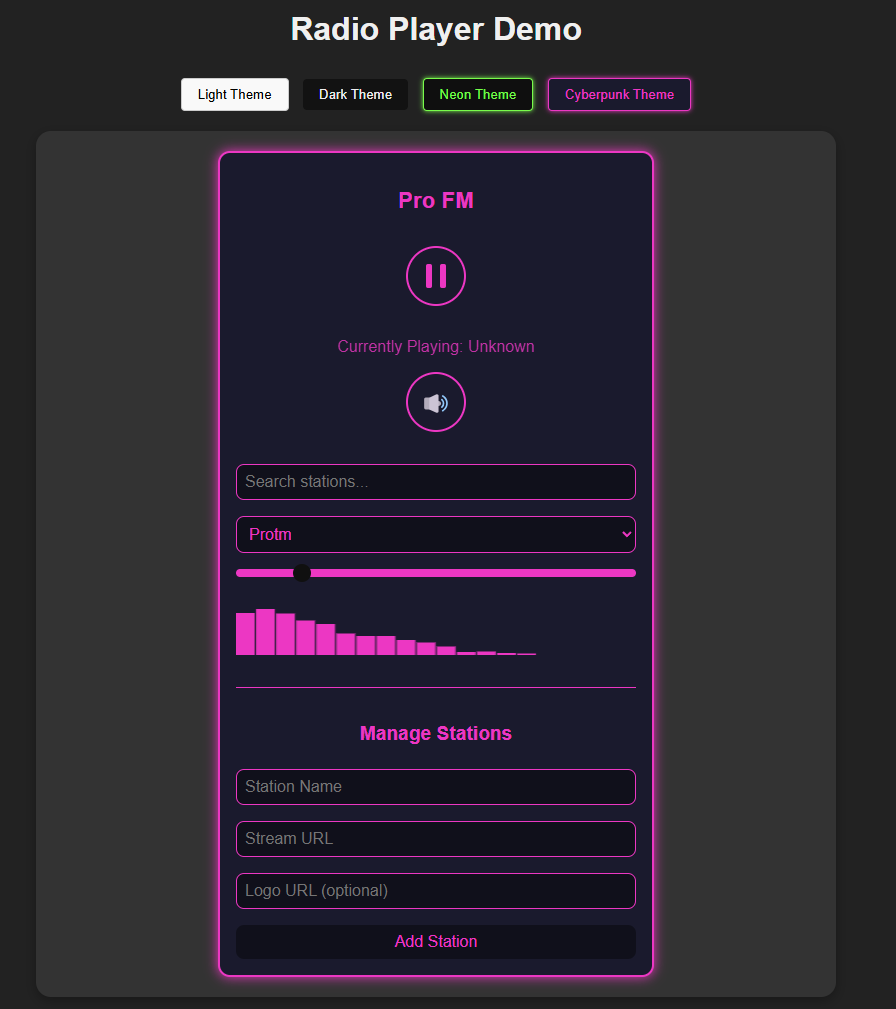 Radio Player Demo
Light Theme
Dark Theme
Neon Theme
Cyberpunk Theme
Pro FM
Currently Playing: Unknown
Search stations...
Protm
Manage Stations
Station Name
Stream URL
Logo URL (optional)
Add Station